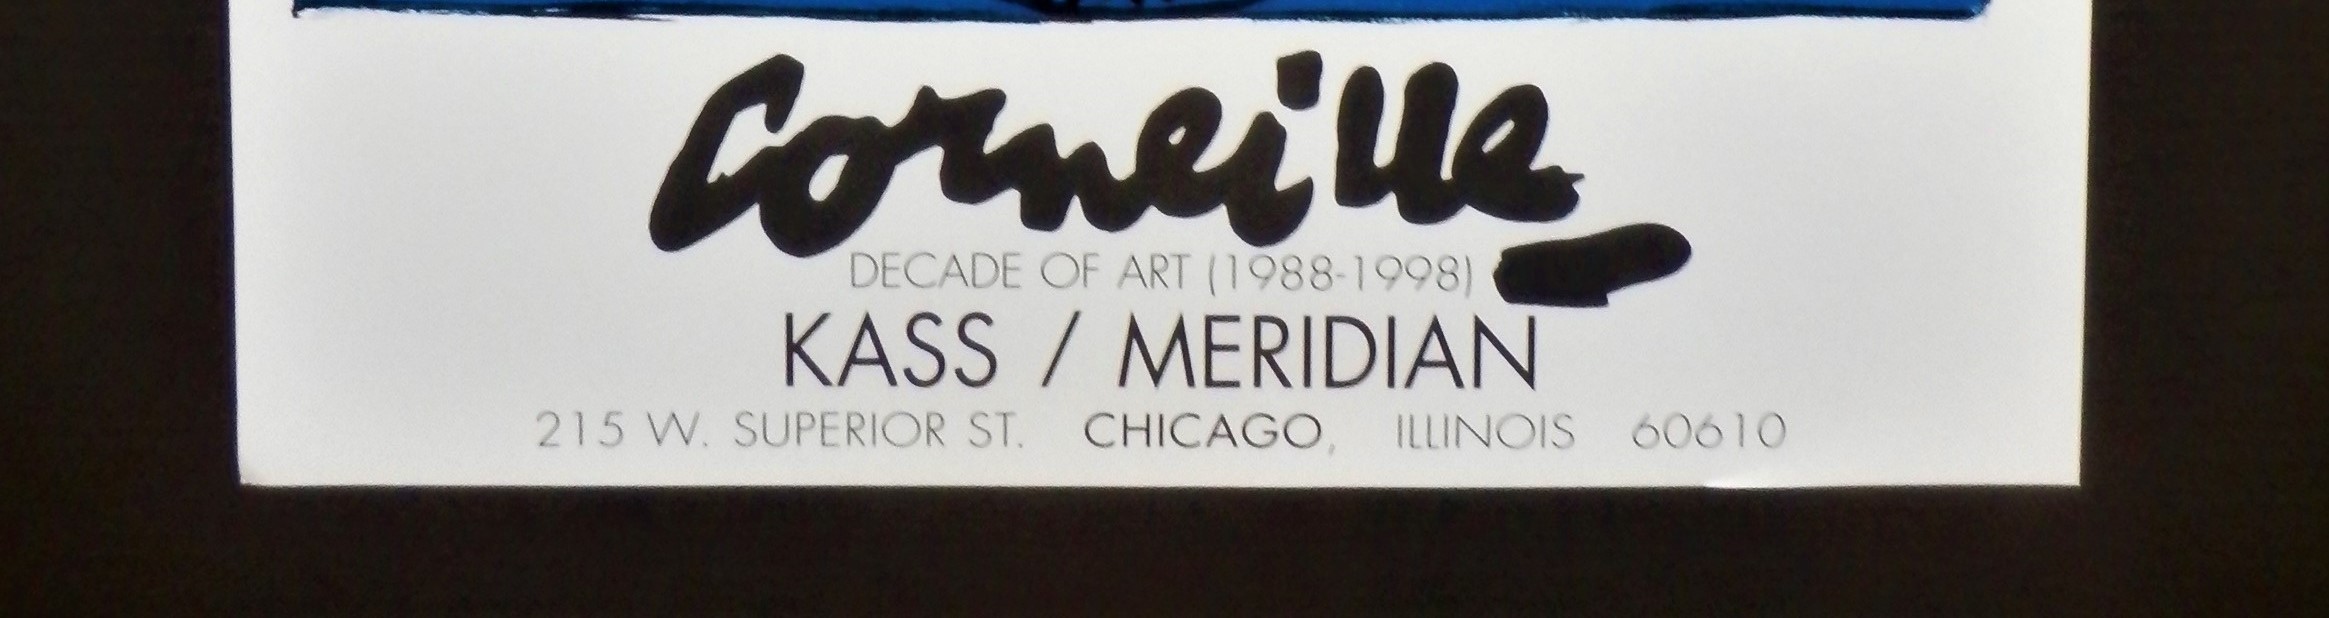 Corneille
DECADE OF ART (1988-1998)
KASS / MERIDIAN
215 W. SUPERIOR ST. CHICAGO, ILLINOIS 60610